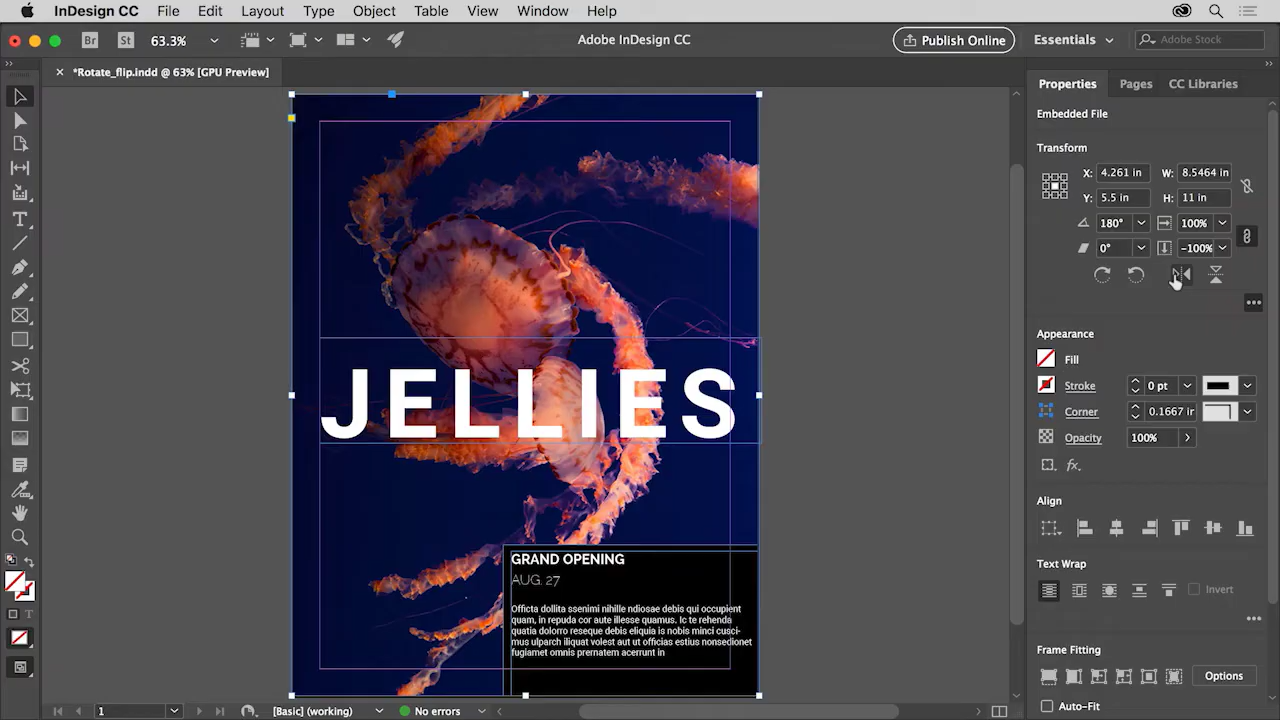 InDesign CC File Edit Layout Type Object Table View Window Help
Br St 63.3% Adobe InDesign CC Publish Online Essentials Adobe Stock
*Rotate_flip.indd @ 63% [GPU Preview]
Properties Pages CC Libraries
Embedded File
Transform
X: 4.261 in W: 8.5464 in
Y: 5.5 in H: 11 in
180° 100%
0° -100%
Appearance
Fill
Stroke 0 pt
Corner 0.1667 in
Opacity 100%
fx.
Align
Text Wrap
Invert
Frame Fitting
Options
Auto-Fit
JELLIES
GRAND OPENING
AUG. 27
Officta dollita ssenimi nihille ndiosae debis qui occupient
quam, in repuda cor aute illesse quamus. Ic te rehenda
quatia dolorro reseque debis eliquia is nobis minci cusci-
mus ulparch iliquat volest aut ut officias estius nonsedist
fugiamet omnis prernatem acerrunt in
1 [Basic] (working) No errors